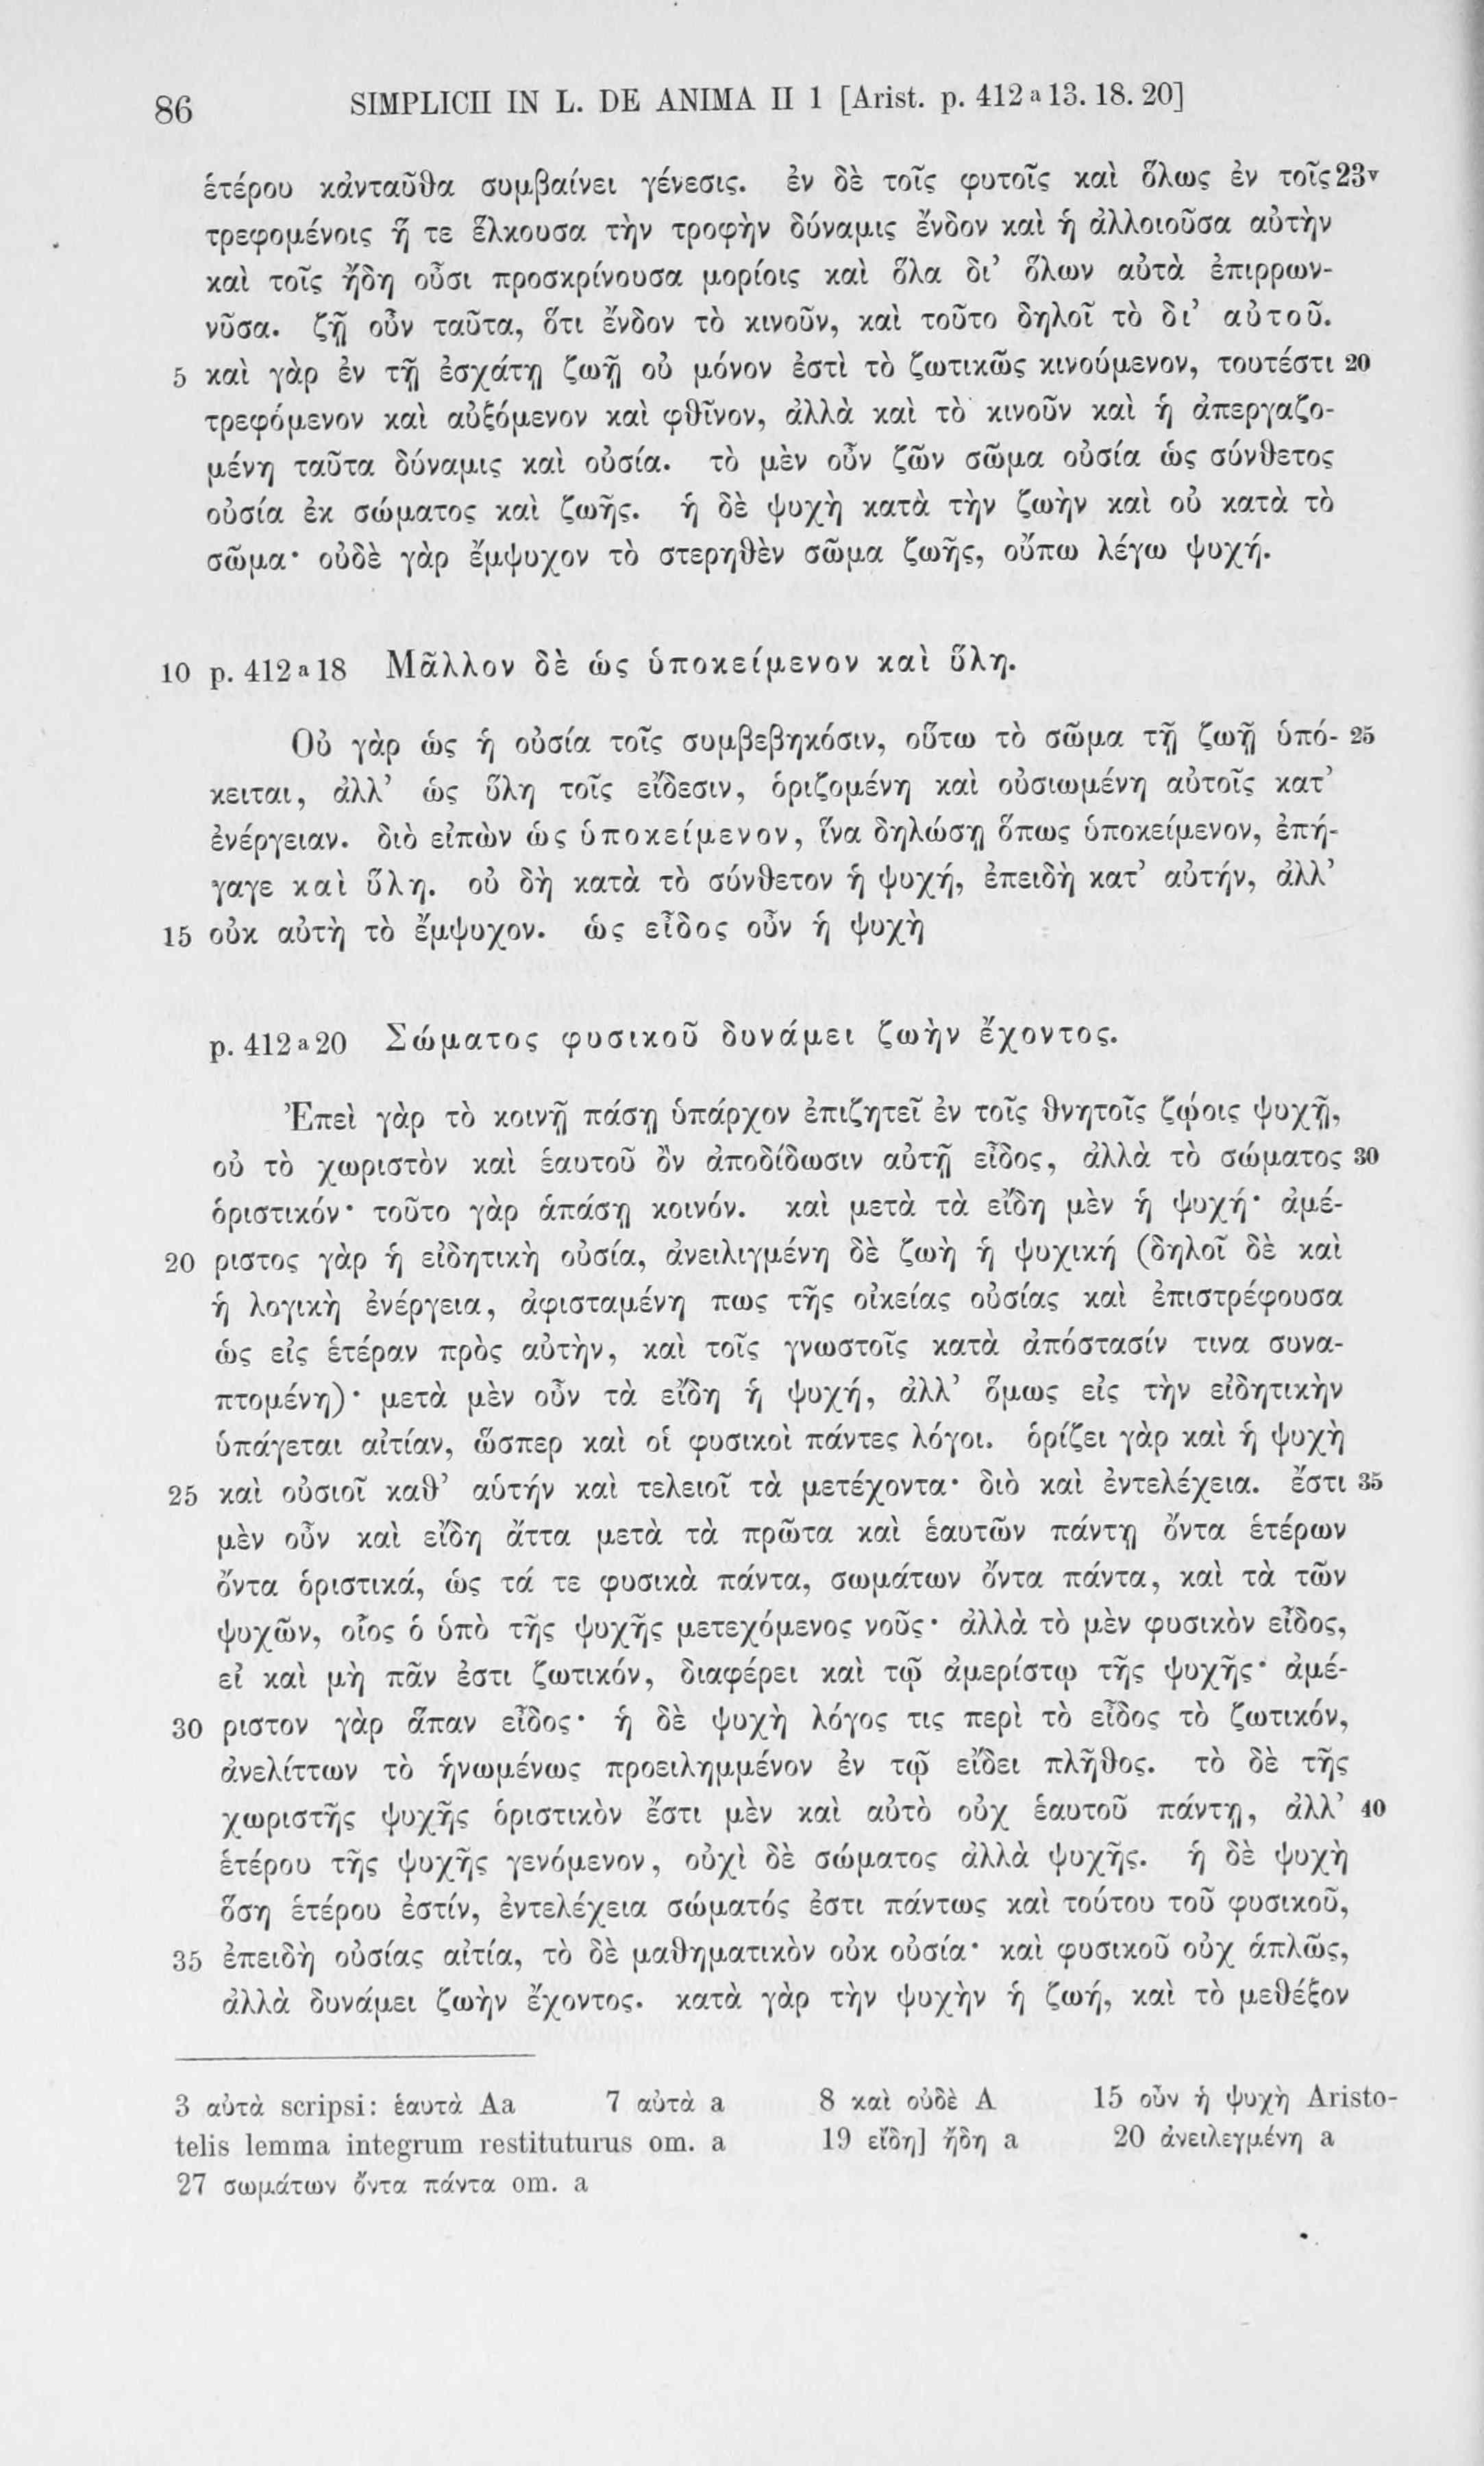 86 SIMPLICII IN L. DE ANIMA II 1 [Arist. p. 412 a 13. 18. 20]
ἑτέρου κἀνταῦθα συμβαίνει γένεσις. ἐν δὲ τοῖς φυτοῖς καὶ ὅλως ἐν τοῖς 23v
τρεφομένοις ἥ τε ἕλκουσα τὴν τροφὴν δύναμις ἔνδον καὶ ἡ ἀλλοιοῦσα αὐτὴν
καὶ τοῖς ἤδη οὖσι προσκρίνουσα μορίοις καὶ ὅλα δι’ ὅλων αὐτὰ ἐπιρρων-
νῦσα. ζῇ οὖν ταῦτα, ὅτι ἔνδον τὸ κινοῦν, καὶ τοῦτο δηλοῖ τὸ δι’ αὐτοῦ.
5 καὶ γὰρ ἐν τῇ ἐσχάτῃ ζωῇ οὐ μόνον ἐστὶ τὸ ζωτικῶς κινούμενον, τουτέστι 20
τρεφόμενον καὶ αὐξόμενον καὶ φθῖνον, ἀλλὰ καὶ τὸ κινοῦν καὶ ἡ ἀπεργαζο-
μένη ταῦτα δύναμις καὶ οὐσία. τὸ μὲν οὖν ζῶν σῶμα οὐσία ὡς σύνθετος
οὐσία ἐκ σώματος καὶ ζωῆς. ἡ δὲ ψυχὴ κατὰ τὴν ζωὴν καὶ οὐ κατὰ τὸ
σῶμα· οὐδὲ γὰρ ἔμψυχον τὸ στερηθὲν σῶμα ζωῆς, οὔπω λέγω ψυχή.
10 p. 412 a 18 Μᾶλλον δὲ ὡς ὑποκείμενον καὶ ὕλη.
Οὐ γὰρ ὡς ἡ οὐσία τοῖς συμβεβηκόσιν, οὕτω τὸ σῶμα τῇ ζωῇ ὑπό- 25
κειται, ἀλλ’ ὡς ὕλη τοῖς εἴδεσιν, ὁριζομένη καὶ οὐσιωμένη αὐτοῖς κατ’
ἐνέργειαν. διὸ εἰπὼν ὡς ὑποκείμενον, ἵνα δηλώσῃ ὅπως ὑποκείμενον, ἐπή-
γαγε καὶ ὕλη. οὐ δὴ κατὰ τὸ σύνθετον ἡ ψυχή, ἐπειδὴ κατ’ αὐτήν, ἀλλ’
15 οὐκ αὐτὴ τὸ ἔμψυχον. ὡς εἶδος οὖν ἡ ψυχὴ
p. 412 a 20 Σώματος φυσικοῦ δυνάμει ζωὴν ἔχοντος.
Ἐπεὶ γὰρ τὸ κοινῇ πάσῃ ὑπάρχον ἐπιζητεῖ ἐν τοῖς θνητοῖς ζῴοις ψυχῇ,
οὐ τὸ χωριστὸν καὶ ἑαυτοῦ ὂν ἀποδίδωσιν αὐτῇ εἶδος, ἀλλὰ τὸ σώματος 30
ὁριστικόν· τοῦτο γὰρ ἁπάσῃ κοινόν. καὶ μετὰ τὰ εἴδη μὲν ἡ ψυχή· ἀμέ-
20 ριστος γὰρ ἡ εἰδητικὴ οὐσία, ἀνειλιγμένη δὲ ζωὴ ἡ ψυχική (δηλοῖ δὲ καὶ
ἡ λογικὴ ἐνέργεια, ἀφισταμένη πως τῆς οἰκείας οὐσίας καὶ ἐπιστρέφουσα
ὡς εἰς ἑτέραν πρὸς αὐτὴν, καὶ τοῖς γνωστοῖς κατὰ ἀπόστασίν τινα συνα-
πτομένη)· μετὰ μὲν οὖν τὰ εἴδη ἡ ψυχή, ἀλλ’ ὅμως εἰς τὴν εἰδητικὴν
ὑπάγεται αἰτίαν, ὥσπερ καὶ οἱ φυσικοὶ πάντες λόγοι. ὁρίζει γὰρ καὶ ἡ ψυχὴ
25 καὶ οὐσιοῖ καθ’ αὑτήν καὶ τελειοῖ τὰ μετέχοντα· διὸ καὶ ἐντελέχεια. ἔστι 35
μὲν οὖν καὶ εἴδη ἄττα μετὰ τὰ πρῶτα καὶ ἑαυτῶν πάντῃ ὄντα ἑτέρων
ὄντα ὁριστικά, ὡς τά τε φυσικὰ πάντα, σωμάτων ὄντα πάντα, καὶ τὰ τῶν
ψυχῶν, οἷος ὁ ὑπὸ τῆς ψυχῆς μετεχόμενος νοῦς· ἀλλὰ τὸ μὲν φυσικὸν εἶδος,
εἰ καὶ μὴ πᾶν ἐστι ζωτικόν, διαφέρει καὶ τῷ ἀμερίστῳ τῆς ψυχῆς· ἀμέ-
30 ριστον γὰρ ἅπαν εἶδος· ἡ δὲ ψυχὴ λόγος τις περὶ τὸ εἶδος τὸ ζωτικόν,
ἀνελίττων τὸ ἡνωμένως προειλημμένον ἐν τῷ εἴδει πλῆθος. τὸ δὲ τῆς
χωριστῆς ψυχῆς ὁριστικὸν ἔστι μὲν καὶ αὐτὸ οὐχ ἑαυτοῦ πάντῃ, ἀλλ’ 40
ἑτέρου τῆς ψυχῆς γενόμενον, οὐχὶ δὲ σώματος ἀλλὰ ψυχῆς. ἡ δὲ ψυχὴ
ὅση ἑτέρου ἐστίν, ἐντελέχεια σώματός ἐστι πάντως καὶ τούτου τοῦ φυσικοῦ,
35 ἐπειδὴ οὐσίας αἰτία, τὸ δὲ μαθηματικὸν οὐκ οὐσία· καὶ φυσικοῦ οὐχ ἁπλῶς,
ἀλλὰ δυνάμει ζωὴν ἔχοντος. κατὰ γὰρ τὴν ψυχὴν ἡ ζωή, καὶ τὸ μεθέξον
3 αὐτὰ scripsi: ἑαυτὰ Aa 7 αὐτὰ a 8 καὶ οὐδὲ A 15 οὖν ἡ ψυχὴ Aristo-
telis lemma integrum restituturus om. a 19 εἴδη] ἤδη a 20 ἀνειλεγμένη a
27 σωμάτων ὄντα πάντα om. a